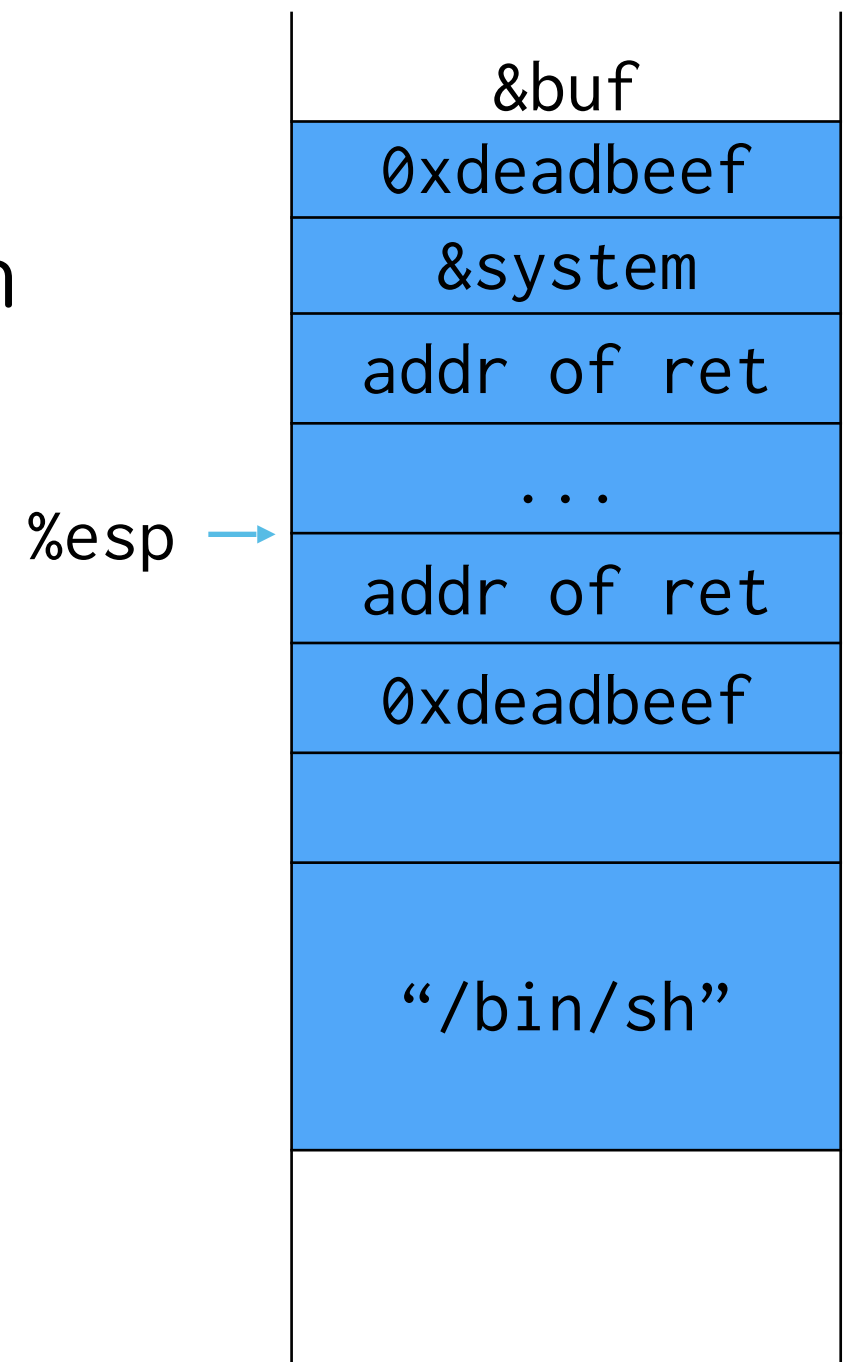 &buf
0xdeadbeef
&system
n
addr of ret
...
%esp
addr of ret
0xdeadbeef
“/bin/sh”